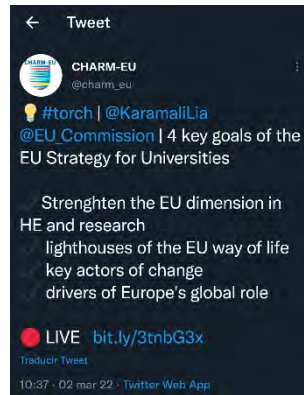 ← Tweet
CHARM-EU
CHARM-EU
@charm_eu
💡 #torch | @KaramaliLia
@EU_Commission | 4 key goals of the
EU Strategy for Universities
Strenghten the EU dimension in
HE and research
lighthouses of the EU way of life
key actors of change
drivers of Europe's global role
🔴 LIVE bit.ly/3tnbG3x
Traducir Tweet
10:37 · 02 mar 22 · Twitter Web App